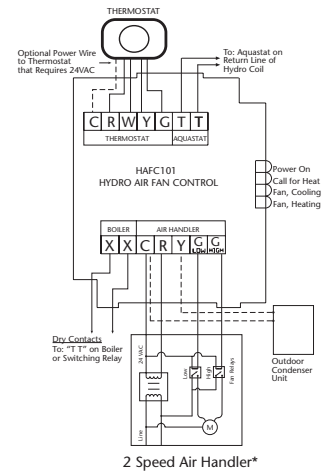 THERMOSTAT
Optional Power Wire
to Thermostat
that Requires 24VAC
To: Aquastat on
Return Line of
Hydro Coil
C R W Y G T T
THERMOSTAT AQUASTAT
HAFC101
HYDRO AIR FAN CONTROL
Power On
Call for Heat
Fan, Cooling
Fan, Heating
BOILER AIR HANDLER
X X C R Y G LOW G HIGH
Dry Contacts
To: "T T" on Boiler
or Switching Relay
24 VAC
Low
High
Fan Relays
Line
M
Outdoor
Condenser
Unit
2 Speed Air Handler*